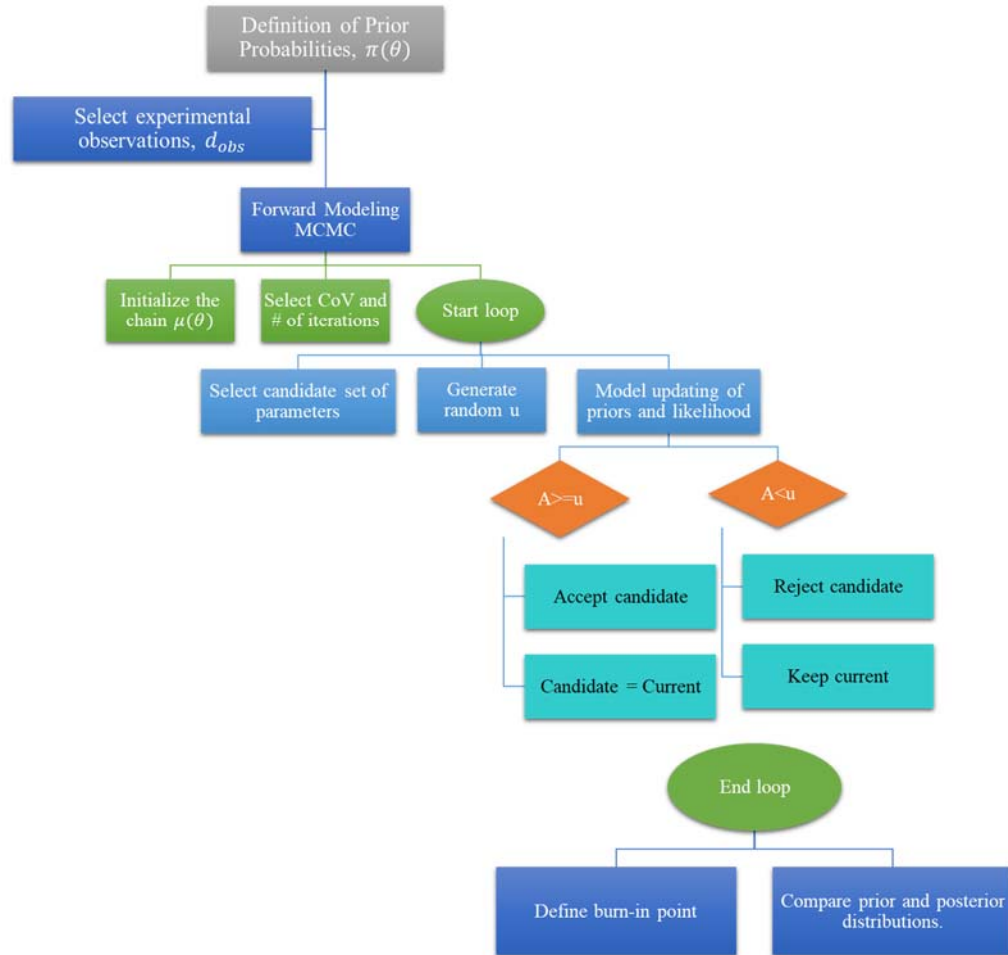 Definition of Prior
Probabilities, π(θ)
Select experimental
observations, d_obs
Forward Modeling
MCMC
Initialize the
chain μ(θ)
Select CoV and
# of iterations
Start loop
Select candidate set of
parameters
Generate
random u
Model updating of
priors and likelihood
A>=u
A<u
Accept candidate
Reject candidate
Candidate = Current
Keep current
End loop
Define burn-in point
Compare prior and posterior
distributions.